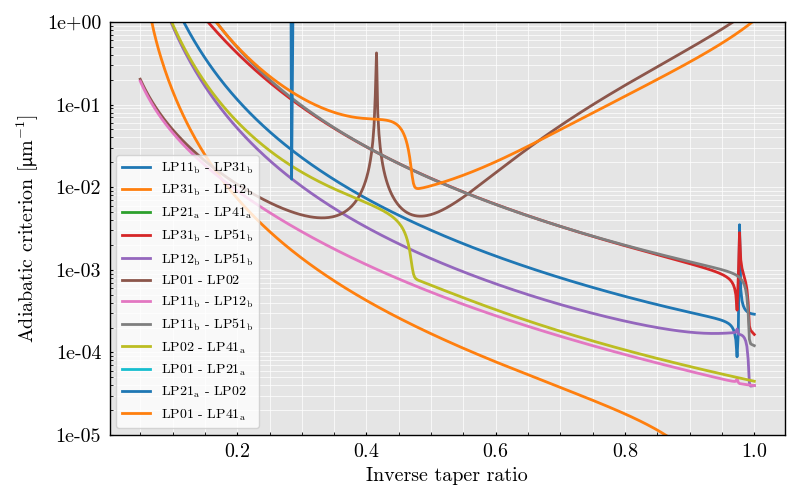 1e+00
1e-01
1e-02
1e-03
1e-04
1e-05
Adiabatic criterion [μm⁻¹]
LP11b - LP31b
LP31b - LP12b
LP21a - LP41a
LP31b - LP51b
LP12b - LP51b
LP01 - LP02
LP11b - LP12b
LP11b - LP51b
LP02 - LP41a
LP01 - LP21a
LP21a - LP02
LP01 - LP41a
0.2 0.4 0.6 0.8 1.0
Inverse taper ratio